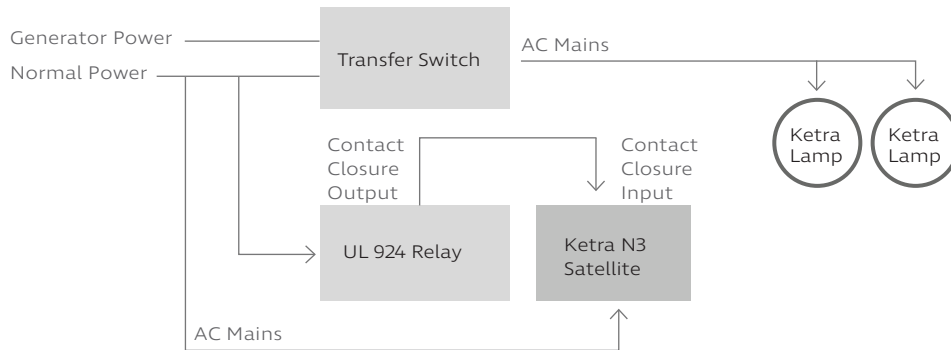 Generator Power
Normal Power
Transfer Switch
AC Mains
Ketra
Lamp
Ketra
Lamp
Contact
Closure
Output
Contact
Closure
Input
UL 924 Relay
Ketra N3
Satellite
AC Mains